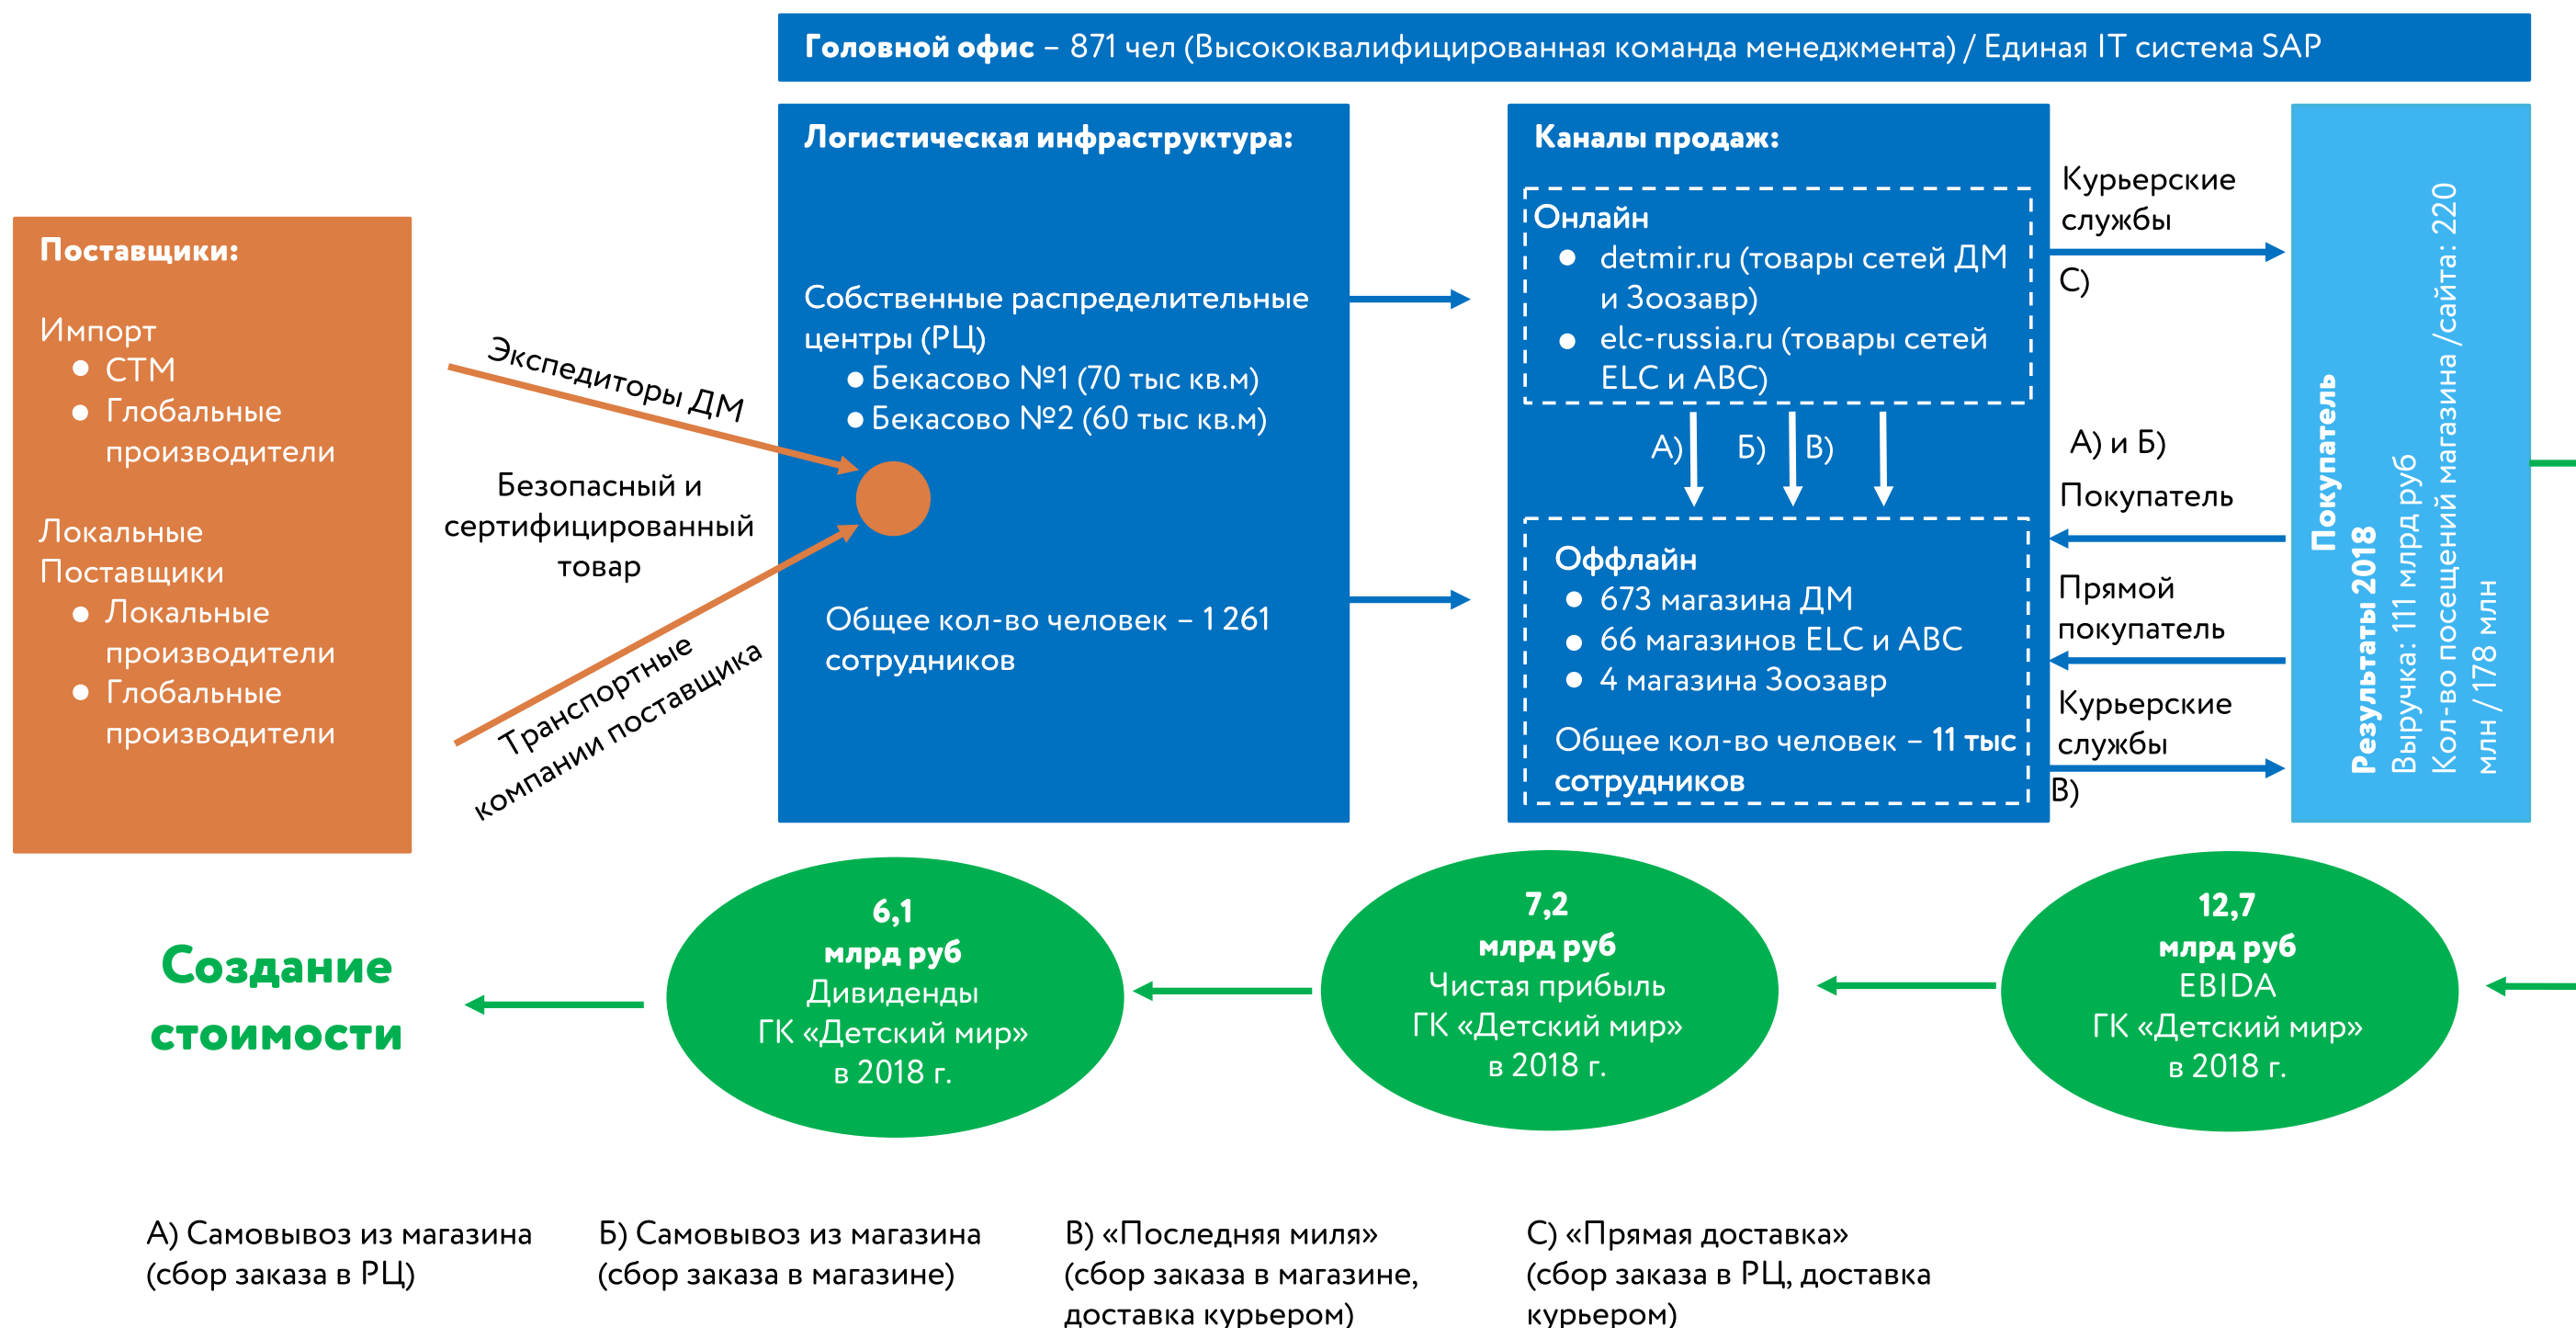 Головной офис – 871 чел (Высококвалифицированная команда менеджмента) / Единая IT система SAP
Поставщики:
Импорт
● СТМ
● Глобальные
производители
Локальные
Поставщики
● Локальные
производители
● Глобальные
производители
Экспедиторы ДМ
Безопасный и
сертифицированный
товар
Транспортные
компании поставщика
Логистическая инфраструктура:
Собственные распределительные
центры (РЦ)
● Бекасово №1 (70 тыс кв.м)
● Бекасово №2 (60 тыс кв.м)
Общее кол-во человек – 1 261
сотрудников
Каналы продаж:
Онлайн
● detmir.ru (товары сетей ДМ
и Зоозавр)
● elc-russia.ru (товары сетей
ELC и ABC)
А) Б) В)
Оффлайн
● 673 магазина ДМ
● 66 магазинов ELC и ABC
● 4 магазина Зоозавр
Общее кол-во человек – 11 тыс
сотрудников
Курьерские
службы
С)
А) и Б)
Покупатель
Прямой
покупатель
Курьерские
службы
В)
Покупатель
Результаты 2018
Выручка: 111 млрд руб
Кол-во посещений магазина /сайта: 220
млн / 178 млн
Создание
стоимости
6,1
млрд руб
Дивиденды
ГК «Детский мир»
в 2018 г.
7,2
млрд руб
Чистая прибыль
ГК «Детский мир»
в 2018 г.
12,7
млрд руб
EBIDA
ГК «Детский мир»
в 2018 г.
А) Самовывоз из магазина
(сбор заказа в РЦ)
Б) Самовывоз из магазина
(сбор заказа в магазине)
В) «Последняя миля»
(сбор заказа в магазине,
доставка курьером)
С) «Прямая доставка»
(сбор заказа в РЦ, доставка
курьером)